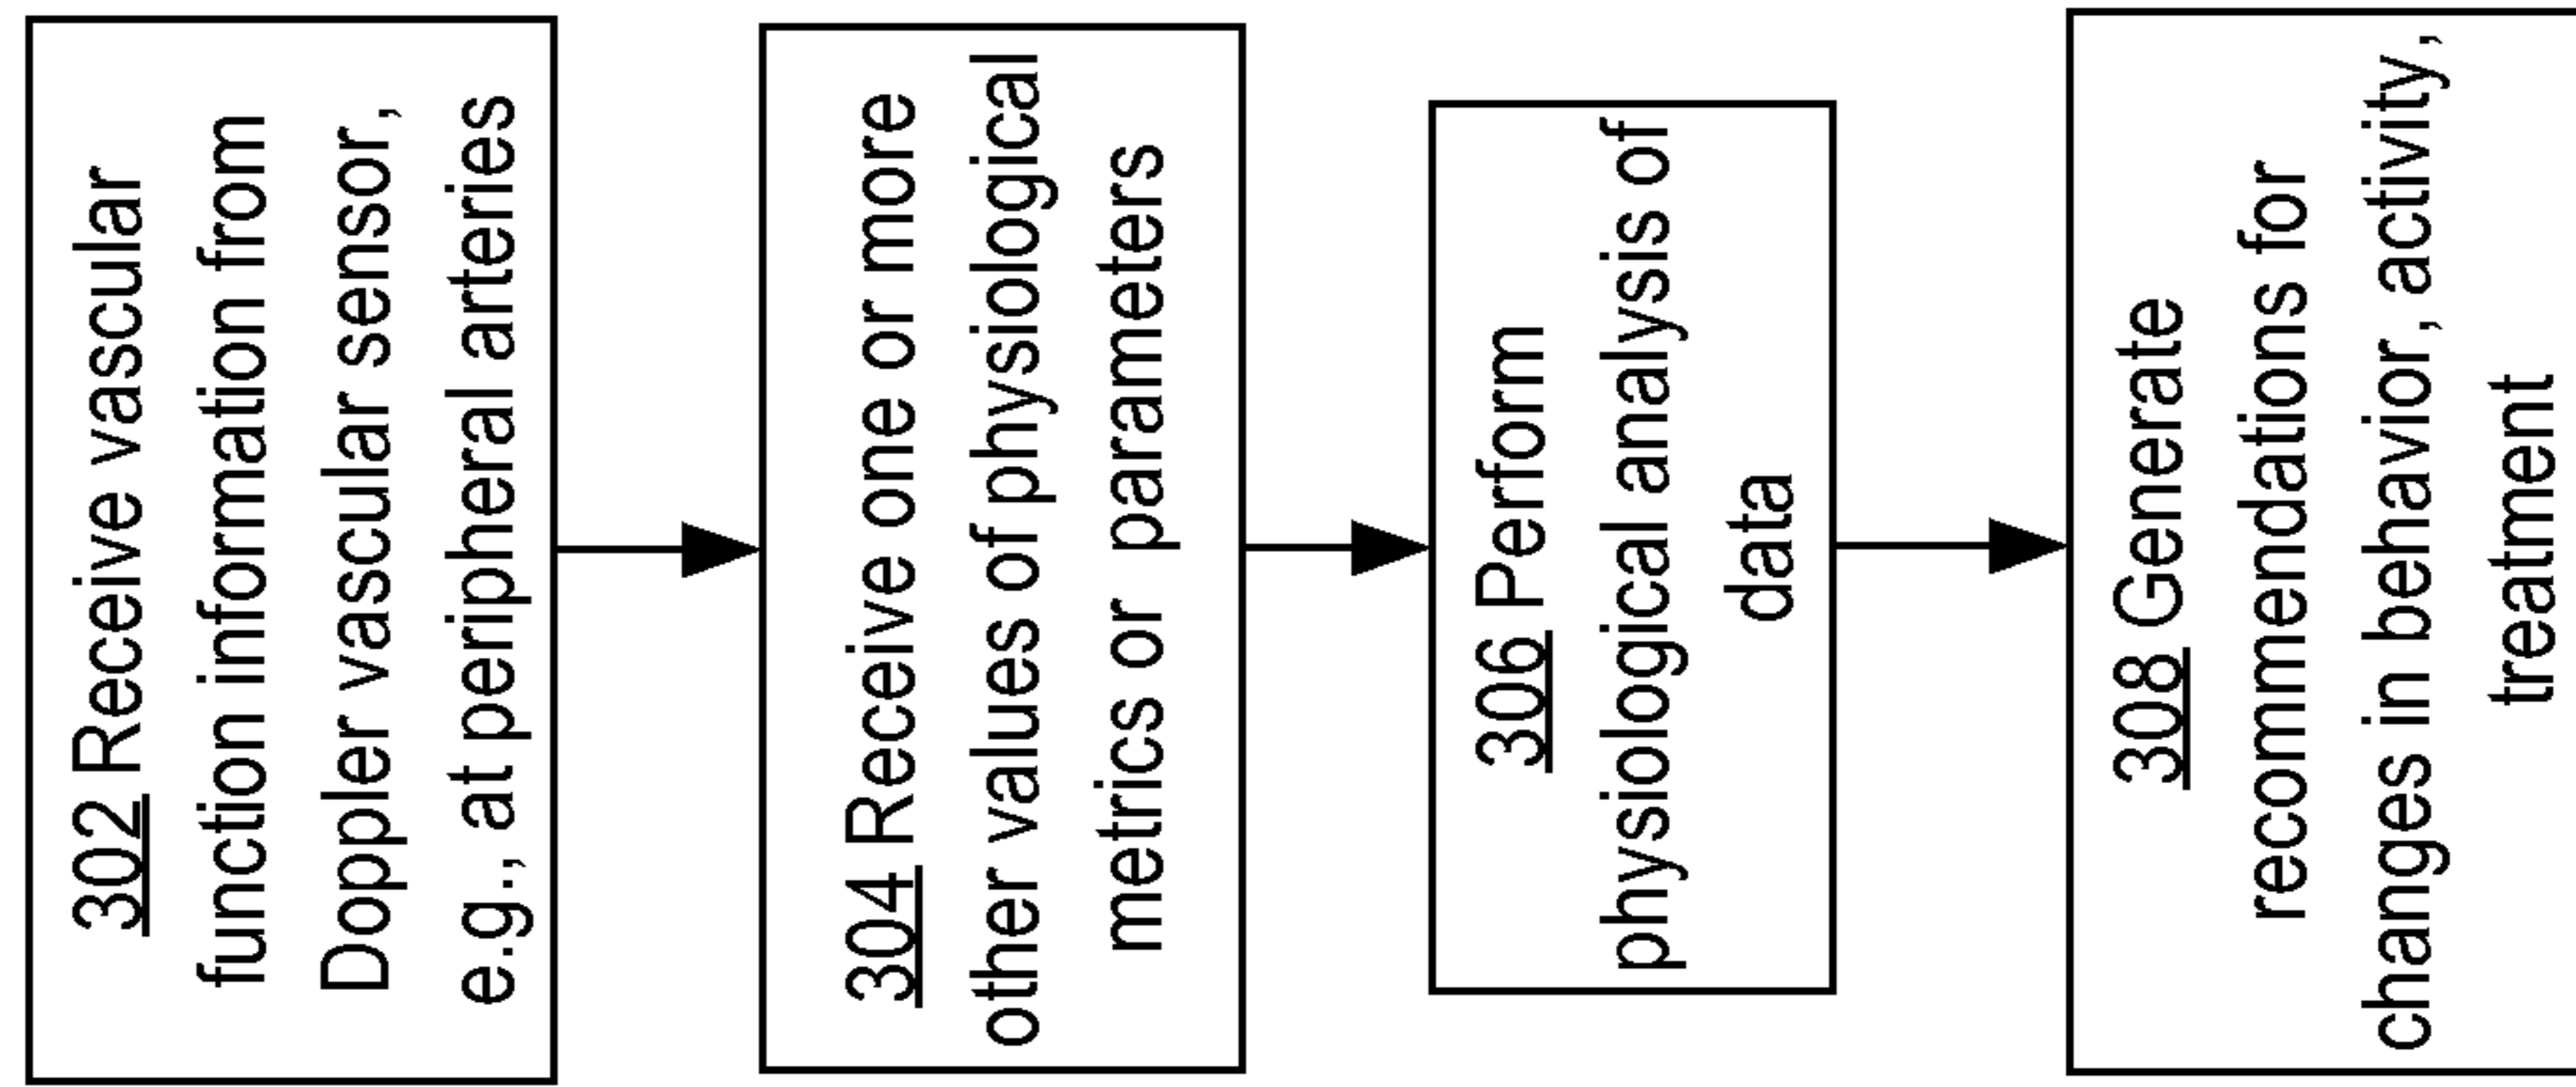 302 Receive vascular
function information from
Doppler vascular sensor,
e.g., at peripheral arteries
304 Receive one or more
other values of physiological
metrics or parameters
306 Perform
physiological analysis of
data
308 Generate
recommendations for
changes in behavior, activity,
treatment